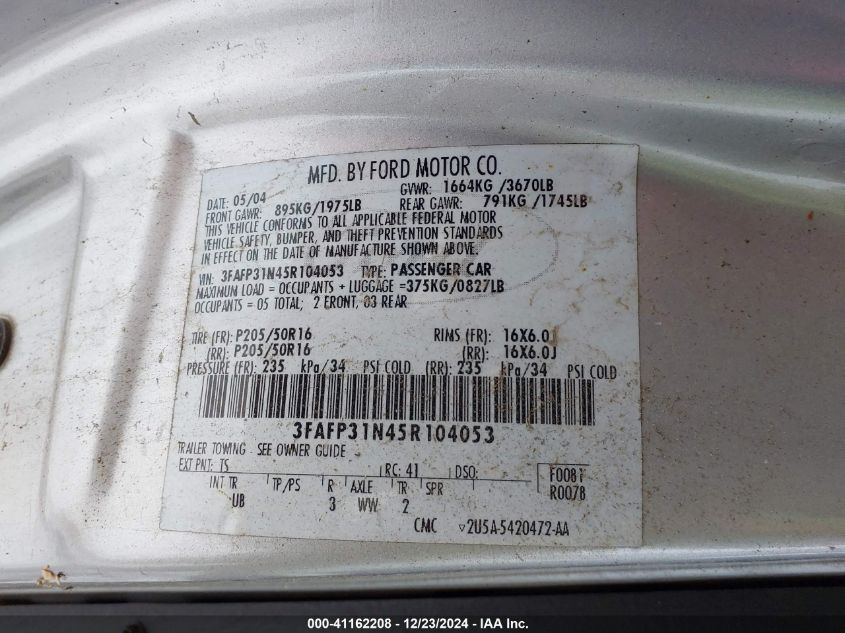 MFD. BY FORD MOTOR CO.
DATE: 05/04 GVWR: 1664KG /3670LB
FRONT GAWR: 895KG/1975LB REAR GAWR: 791KG /1745LB
THIS VEHICLE CONFORMS TO ALL APPLICABLE FEDERAL MOTOR
VEHICLE SAFETY, BUMPER, AND THEFT PREVENTION STANDARDS
IN EFFECT ON THE DATE OF MANUFACTURE SHOWN ABOVE.
VIN: 3FAFP31N45R104053 TYPE: PASSENGER CAR
MAXIMUM LOAD = OCCUPANTS + LUGGAGE =375KG/0827LB
OCCUPANTS = 05 TOTAL; 2 FRONT, 03 REAR
TIRE (FR): P205/50R16 RIMS (FR): 16X6.0J
(RR): P205/50R16 (RR): 16X6.0J
PRESSURE (FR): 235 kPa/34 PSI COLD (RR): 235 kPa/34 PSI COLD
3FAFP31N45R104053
TRAILER TOWING - SEE OWNER GUIDE -
EXT PNT: TS RC: 41 DSO: F0081
INT TR TP/PS R AXLE TR SPR R0078
UB 3 WW 2
CMC 2U5A-5420472-AA
000-41162208 - 12/23/2024 - IAA Inc.